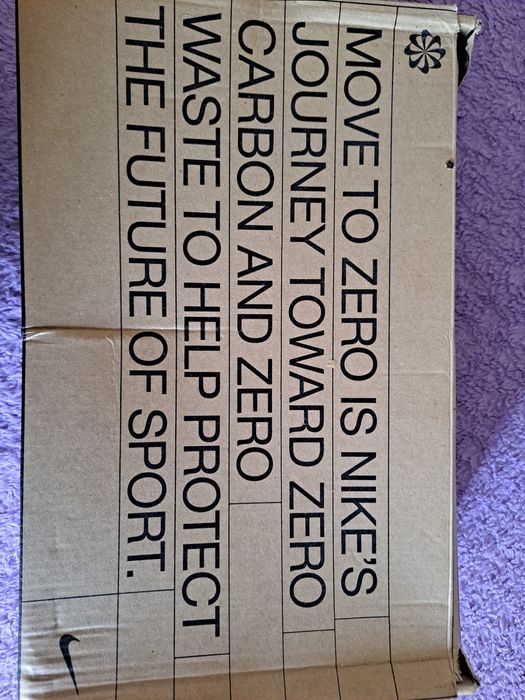 MOVE TO ZERO IS NIKE'S
JOURNEY TOWARD ZERO
CARBON AND ZERO
WASTE TO HELP PROTECT
THE FUTURE OF SPORT.